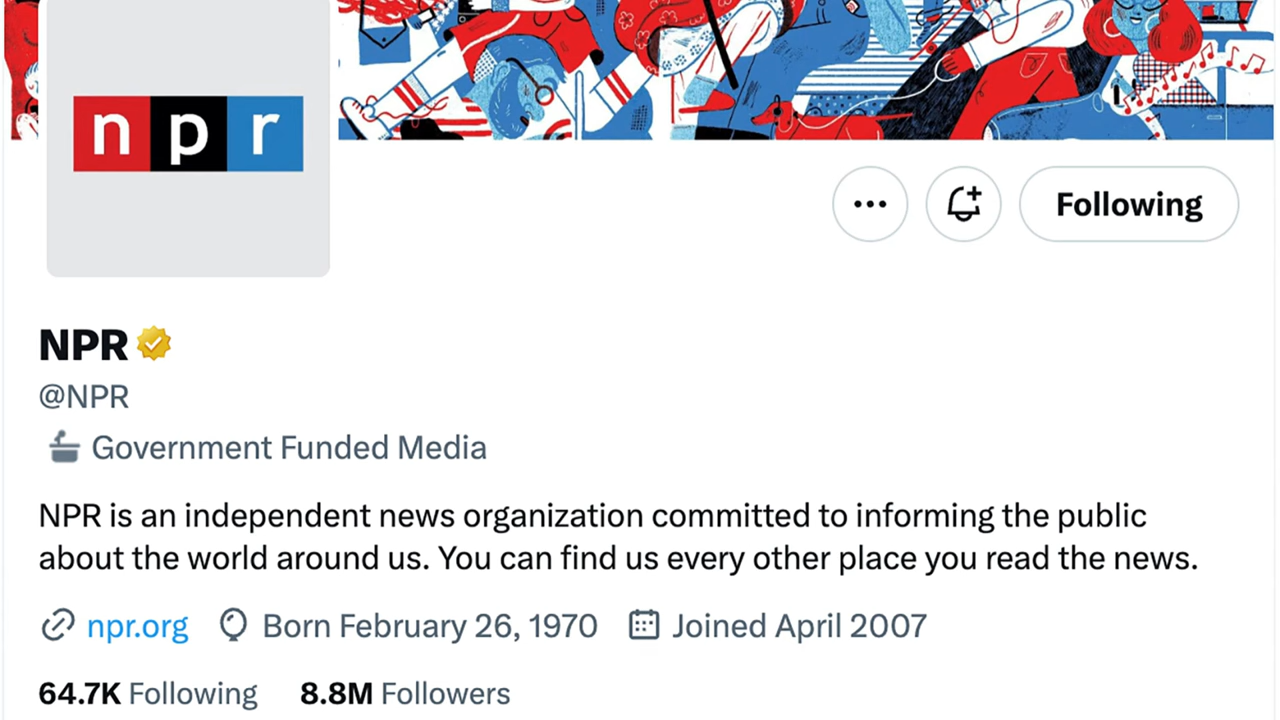 npr
Following
NPR
@NPR
Government Funded Media
NPR is an independent news organization committed to informing the public
about the world around us. You can find us every other place you read the news.
npr.org Born February 26, 1970 Joined April 2007
64.7K Following 8.8M Followers